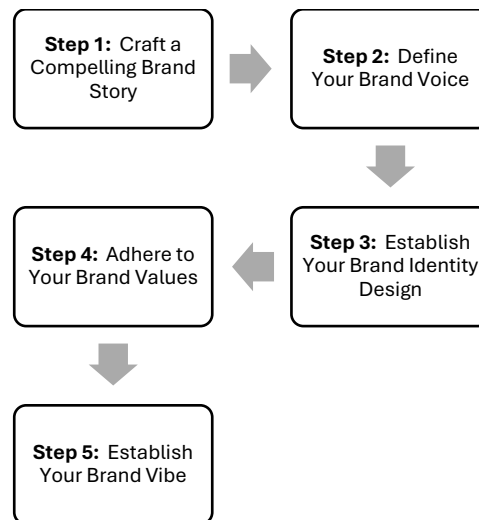 Step 1: Craft a
Compelling Brand
Story
Step 2: Define
Your Brand Voice
Step 3: Establish
Your Brand Identity
Design
Step 4: Adhere to
Your Brand Values
Step 5: Establish
Your Brand Vibe